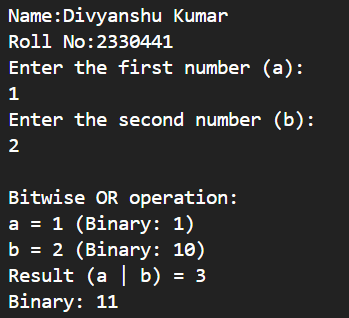 Name:Divyanshu Kumar
Roll No:2330441
Enter the first number (a):
1
Enter the second number (b):
2
Bitwise OR operation:
a = 1 (Binary: 1)
b = 2 (Binary: 10)
Result (a | b) = 3
Binary: 11